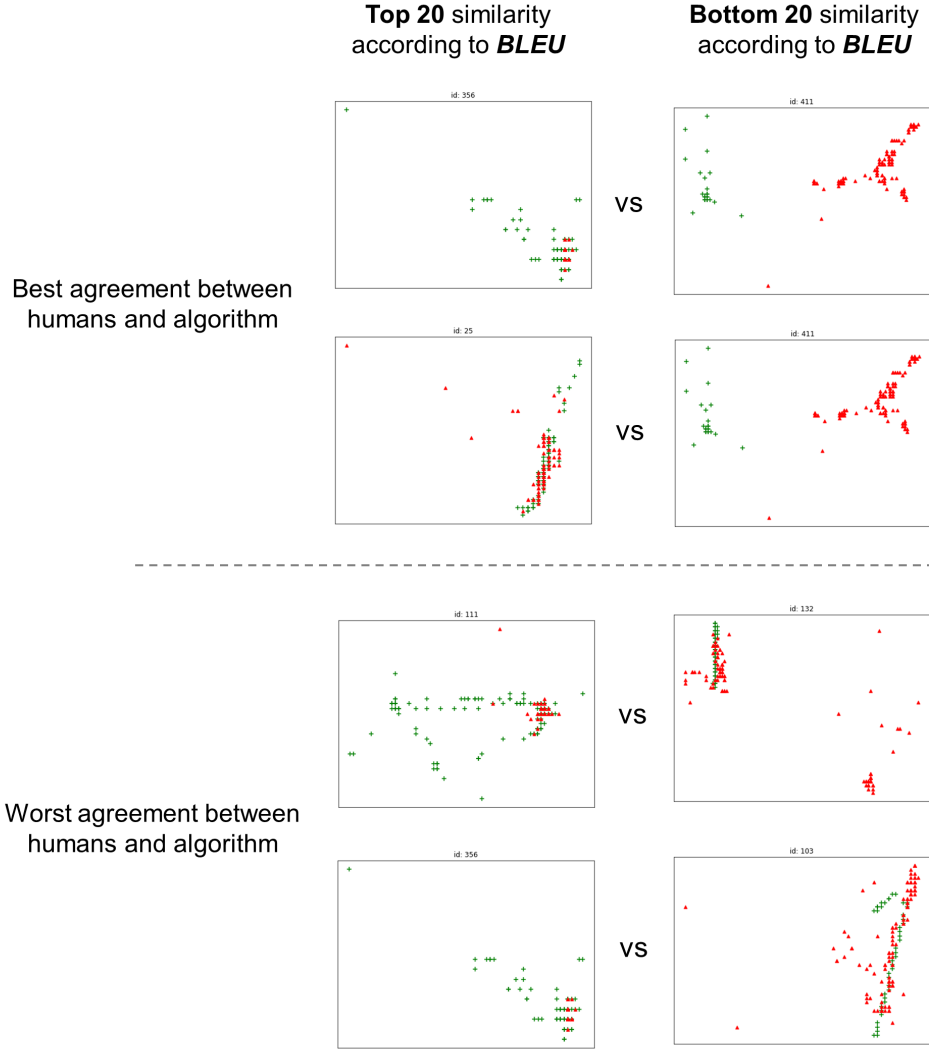 Top 20 similarity
according to BLEU
Bottom 20 similarity
according to BLEU
id: 356
id: 411
vs
Best agreement between
humans and algorithm
id: 25
id: 411
vs
id: 111
id: 132
vs
Worst agreement between
humans and algorithm
id: 356
id: 103
vs